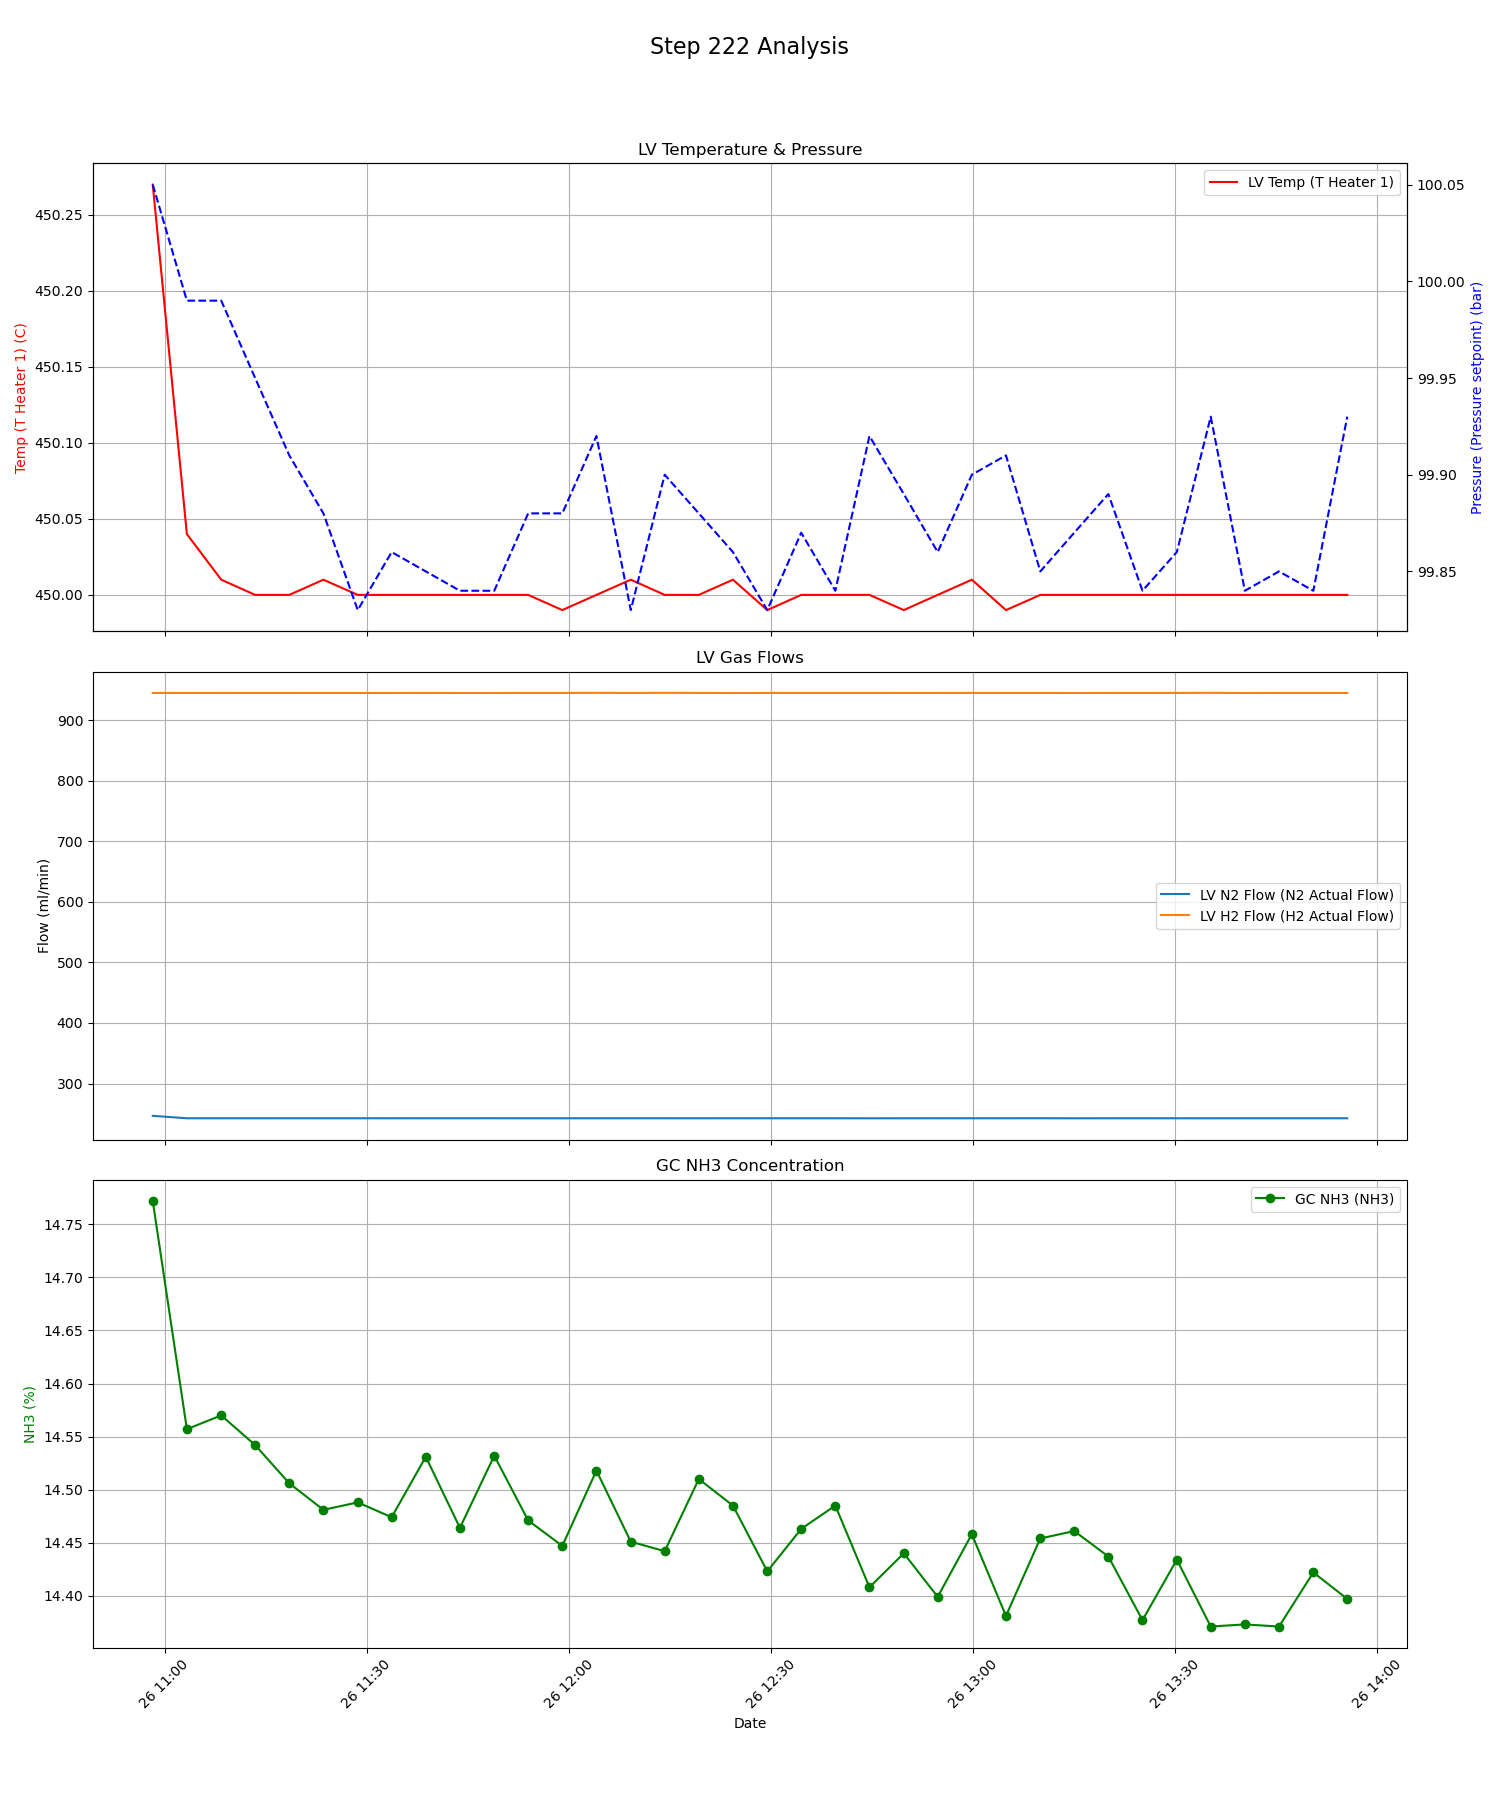 Step 222 Analysis
LV Temperature & Pressure
LV Temp (T Heater 1)
Temp (T Heater 1) (C)
450.25
450.20
450.15
450.10
450.05
450.00
100.05
100.00
99.95
99.90
99.85
Pressure (Pressure setpoint) (bar)
LV Gas Flows
Flow (ml/min)
900
800
700
600
500
400
300
LV N2 Flow (N2 Actual Flow)
LV H2 Flow (H2 Actual Flow)
GC NH3 Concentration
GC NH3 (NH3)
NH3 (%)
14.75
14.70
14.65
14.60
14.55
14.50
14.45
14.40
26 11:00
26 11:30
26 12:00
26 12:30
26 13:00
26 13:30
26 14:00
Date